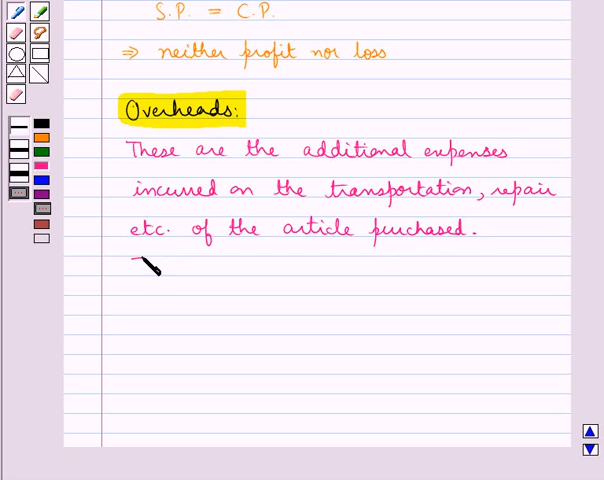 S.P. = C.P.
⇒ neither profit nor loss
Overheads:
These are the additional expenses
incurred on the transportation, repair
etc. of the article purchased.